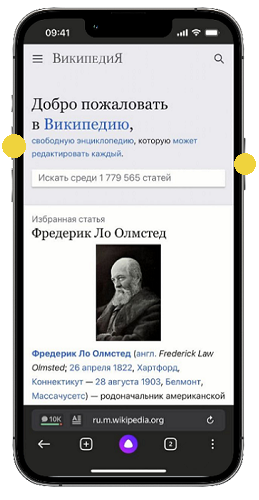 09:41
ВикипедиЯ
Добро пожаловать
в Википедию,
свободную энциклопедию, которую может
редактировать каждый.
Искать среди 1 779 565 статей
Избранная статья
Фредерик Ло Олмстед
Фредерик Ло Олмстед (англ. Frederick Law
Olmsted; 26 апреля 1822, Хартфорд,
Коннектикут — 28 августа 1903, Белмонт,
Массачусетс) — родоначальник американской
10K ru.m.wikipedia.org
2